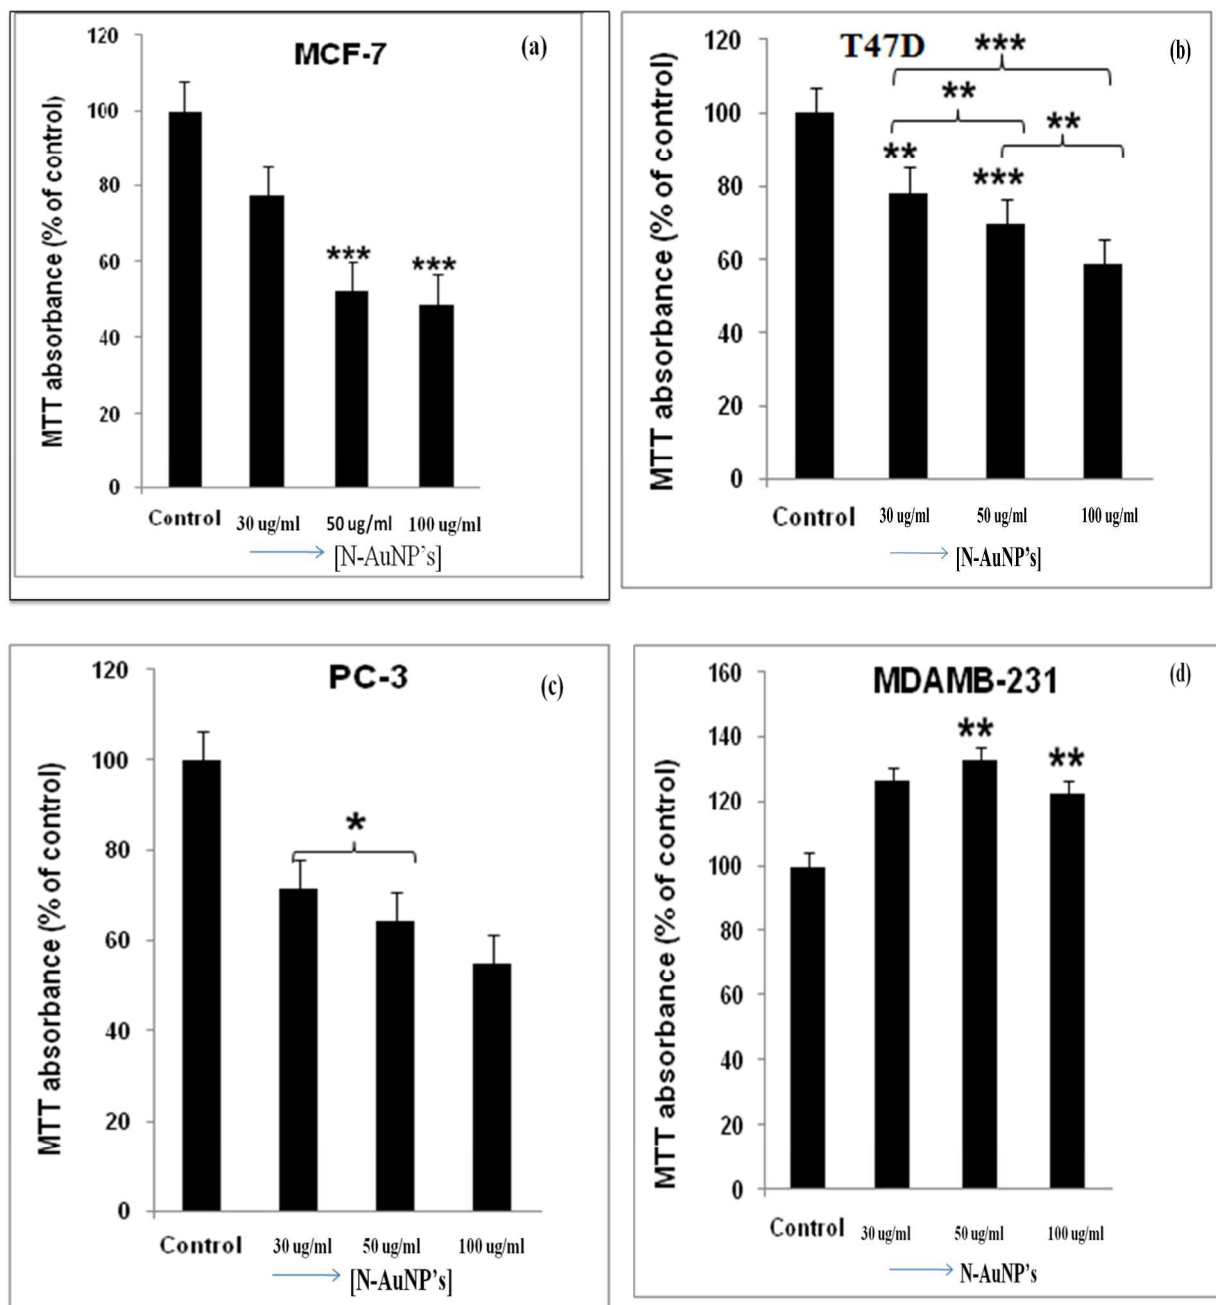 MCF-7
(a)
MTT absorbance (% of control)
120
100
80
60
40
20
0
***
***
Control 30 ug/ml 50 ug/ml 100 ug/ml
[N-AuNP's]
T47D
(b)
MTT absorbance (% of control)
120
100
80
60
40
20
0
***
**
**
**
***
Control 30 ug/ml 50 ug/ml 100 ug/ml
[N-AuNP's]
PC-3
(c)
MTT absorbance (% of control)
120
100
80
60
40
20
0
*
Control 30 ug/ml 50 ug/ml 100 ug/ml
[N-AuNP's]
MDAMB-231
(d)
MTT absorbance (% of control)
160
140
120
100
80
60
40
20
0
**
**
Control 30 ug/ml 50 ug/ml 100 ug/ml
N-AuNP's